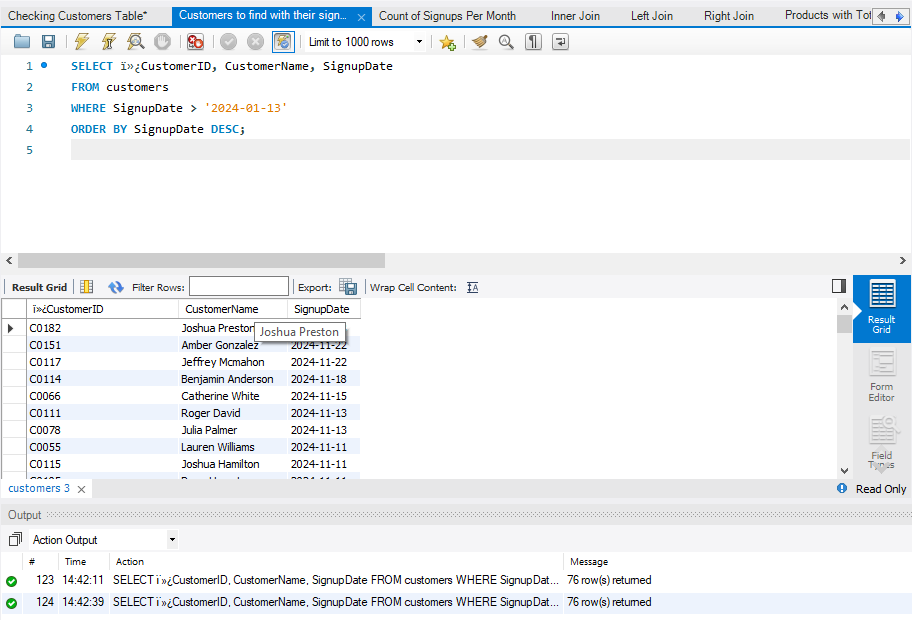 Checking Customers Table* Customers to find with their sign... Count of Signups Per Month Inner Join Left Join Right Join Products with Tot
Limit to 1000 rows
1 SELECT ï»¿CustomerID, CustomerName, SignupDate
2 FROM customers
3 WHERE SignupDate > '2024-01-13'
4 ORDER BY SignupDate DESC;
5
Result Grid Filter Rows: Export: Wrap Cell Content: IA
ï»¿CustomerID CustomerName SignupDate
C0182 Joshua Preston
Joshua Preston
C0151 Amber Gonzalez 2024-11-22
C0117 Jeffrey Mcmahon 2024-11-22
C0114 Benjamin Anderson 2024-11-18
C0066 Catherine White 2024-11-15
C0111 Roger David 2024-11-13
C0078 Julia Palmer 2024-11-13
C0055 Lauren Williams 2024-11-11
C0115 Joshua Hamilton 2024-11-11
Result
Grid
Form
Editor
Field
Types
customers 3 Read Only
Output
Action Output
# Time Action Message
123 14:42:11 SELECT ï»¿CustomerID, CustomerName, SignupDate FROM customers WHERE SignupDat... 76 row(s) returned
124 14:42:39 SELECT ï»¿CustomerID, CustomerName, SignupDate FROM customers WHERE SignupDat... 76 row(s) returned